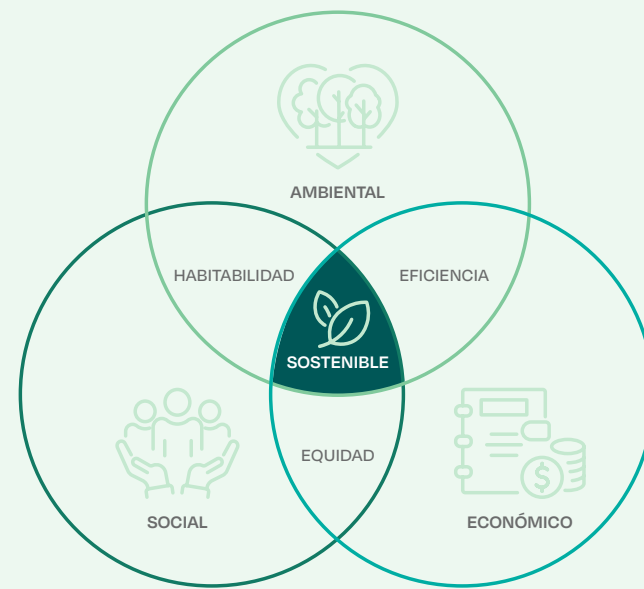 AMBIENTAL
HABITABILIDAD
EFICIENCIA
SOSTENIBLE
EQUIDAD
SOCIAL
ECONÓMICO
$